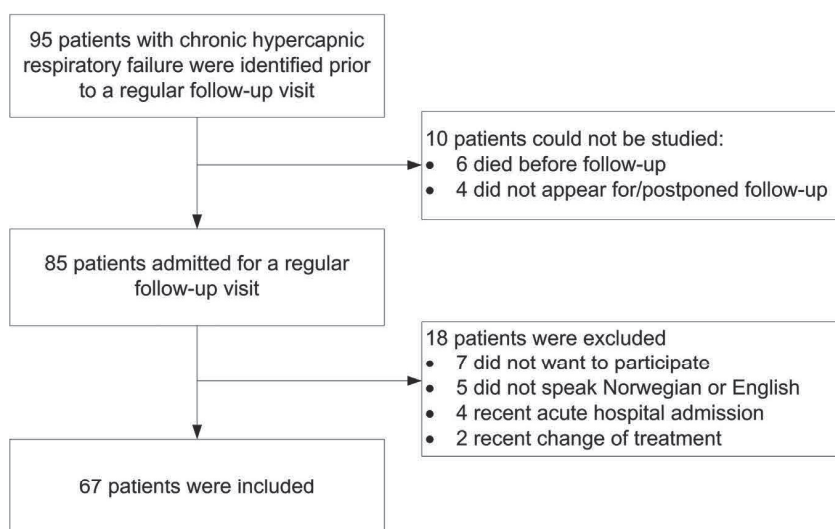 95 patients with chronic hypercapnic
respiratory failure were identified prior
to a regular follow-up visit
10 patients could not be studied:
• 6 died before follow-up
• 4 did not appear for/postponed follow-up
85 patients admitted for a regular
follow-up visit
18 patients were excluded
• 7 did not want to participate
• 5 did not speak Norwegian or English
• 4 recent acute hospital admission
• 2 recent change of treatment
67 patients were included